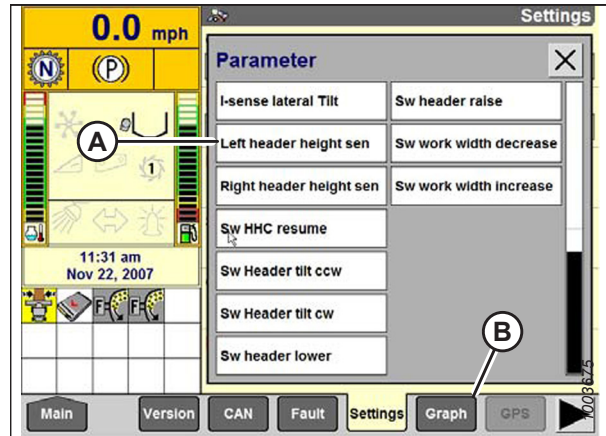 0.0 mph
Settings
N
(P)
Parameter
I-sense lateral Tilt
Sw header raise
A
Left header height sen
Sw work width decrease
1
Right header height sen
Sw work width increase
Sw HHC resume
11:31 am
Nov 22, 2007
Sw Header tilt ccw
F
F
Sw Header tilt cw
B
Sw header lower
1003675
Main
Version
CAN
Fault
Settings
Graph
GPS